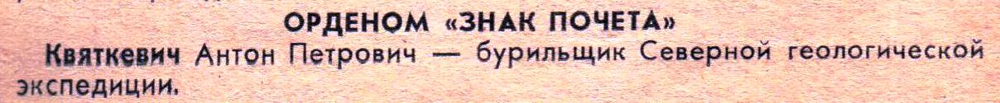 ОРДЕНОМ «ЗНАК ПОЧЕТА»
Квяткевич Антон Петрович — бурильщик Северной геологической
экспедиции.